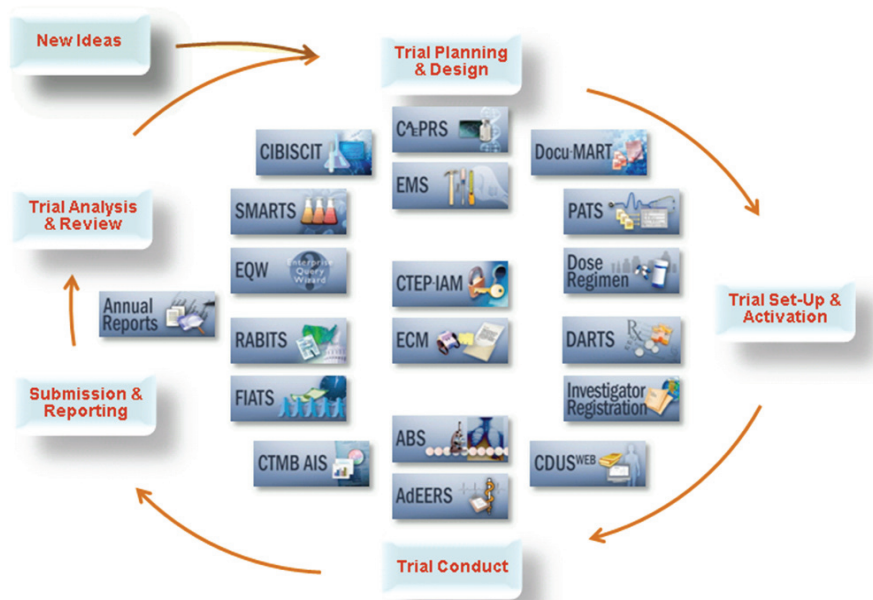 New Ideas
Trial Planning
& Design
CAEPRS
CIBISCIT
Docu-MART
EMS
SMARTS
PATS
Trial Analysis
& Review
EQW
Enterprise
Query
Wizard
CTEP-IAM
Dose
Regimen
Annual
Reports
Trial Set-Up &
Activation
RABITS
ECM
DARTS
Rx
Submission &
Reporting
FIATS
Investigator
Registration
ABS
CTMB AIS
CDUSWEB
AdEERS
Trial Conduct